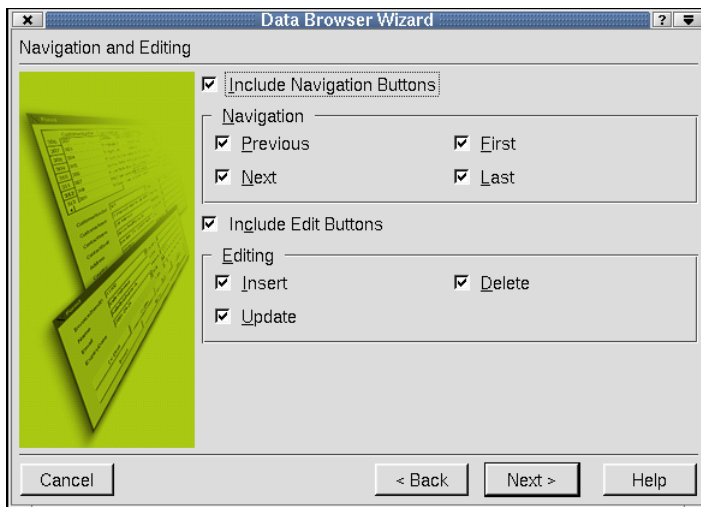 Data Browser Wizard
?
Navigation and Editing
Include Navigation Buttons
Navigation
Previous
First
Next
Last
Include Edit Buttons
Editing
Insert
Delete
Update
Cancel
< Back
Next >
Help